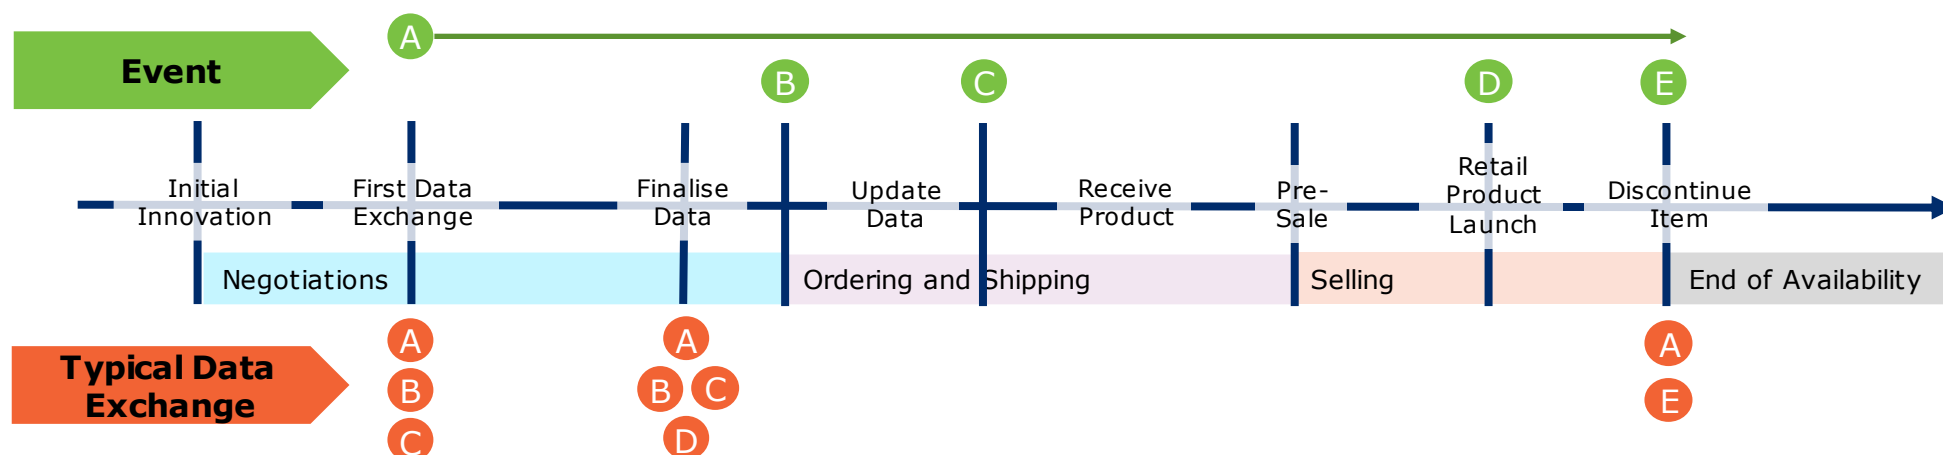 A
Event
B
C
D
E
Initial
Innovation
First Data
Exchange
Finalise
Data
Update
Data
Receive
Product
Pre-
Sale
Retail
Product
Launch
Discontinue
Item
Negotiations
Ordering and Shipping
Selling
End of Availability
Typical Data
Exchange
A
B
C
A
B C
D
A
E